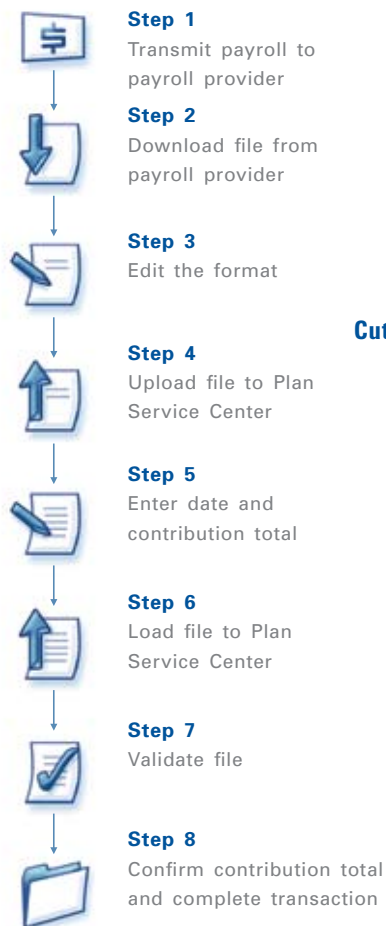 $
Step 1
Transmit payroll to
payroll provider
Step 2
Download file from
payroll provider
Step 3
Edit the format
Cut
Step 4
Upload file to Plan
Service Center
Step 5
Enter date and
contribution total
Step 6
Load file to Plan
Service Center
Step 7
Validate file
Step 8
Confirm contribution total
and complete transaction